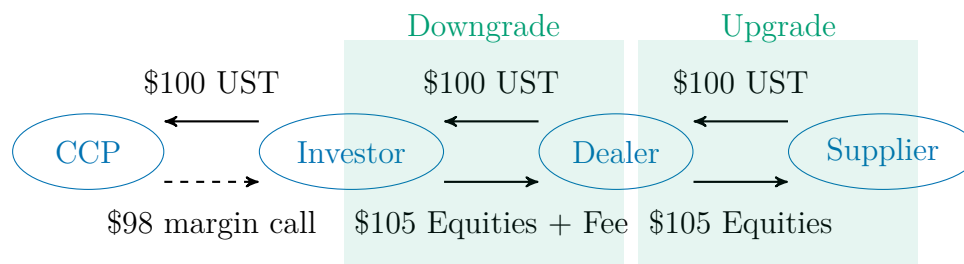 Downgrade Upgrade
$100 UST $100 UST $100 UST
CCP Investor Dealer Supplier
$98 margin call $105 Equities + Fee $105 Equities